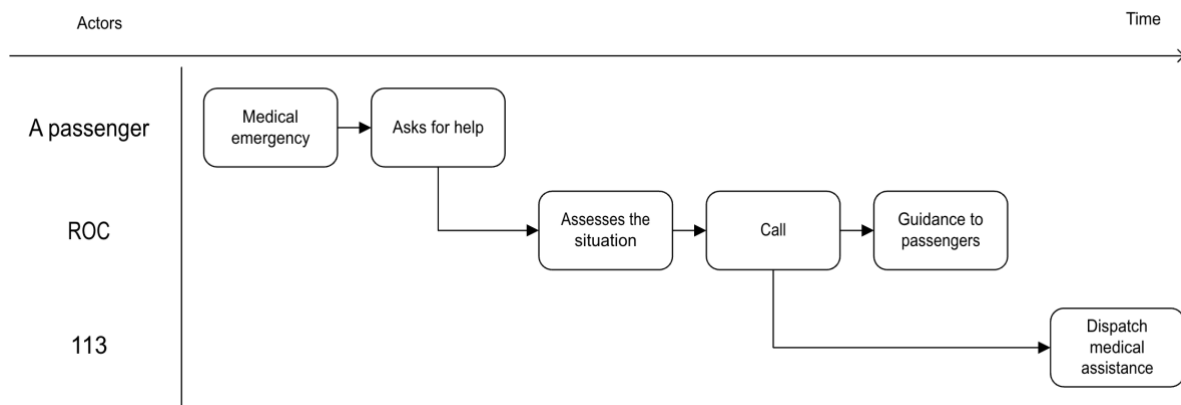 Actors
Time
A passenger
Medical
emergency
Asks for help
ROC
Assesses the
situation
Call
Guidance to
passengers
113
Dispatch
medical
assistance